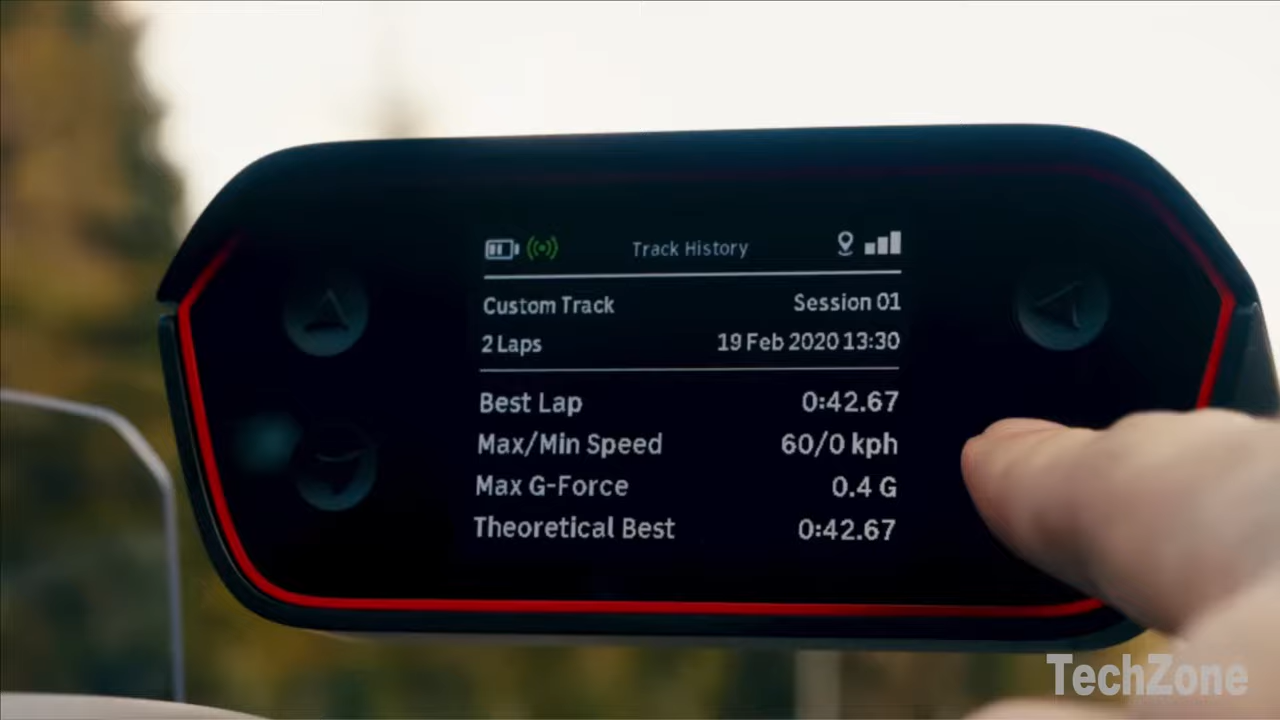 Track History
Custom Track Session 01
2 Laps 19 Feb 2020 13:30
Best Lap 0:42.67
Max/Min Speed 60/0 kph
Max G-Force 0.4 G
Theoretical Best 0:42.67
TechZone